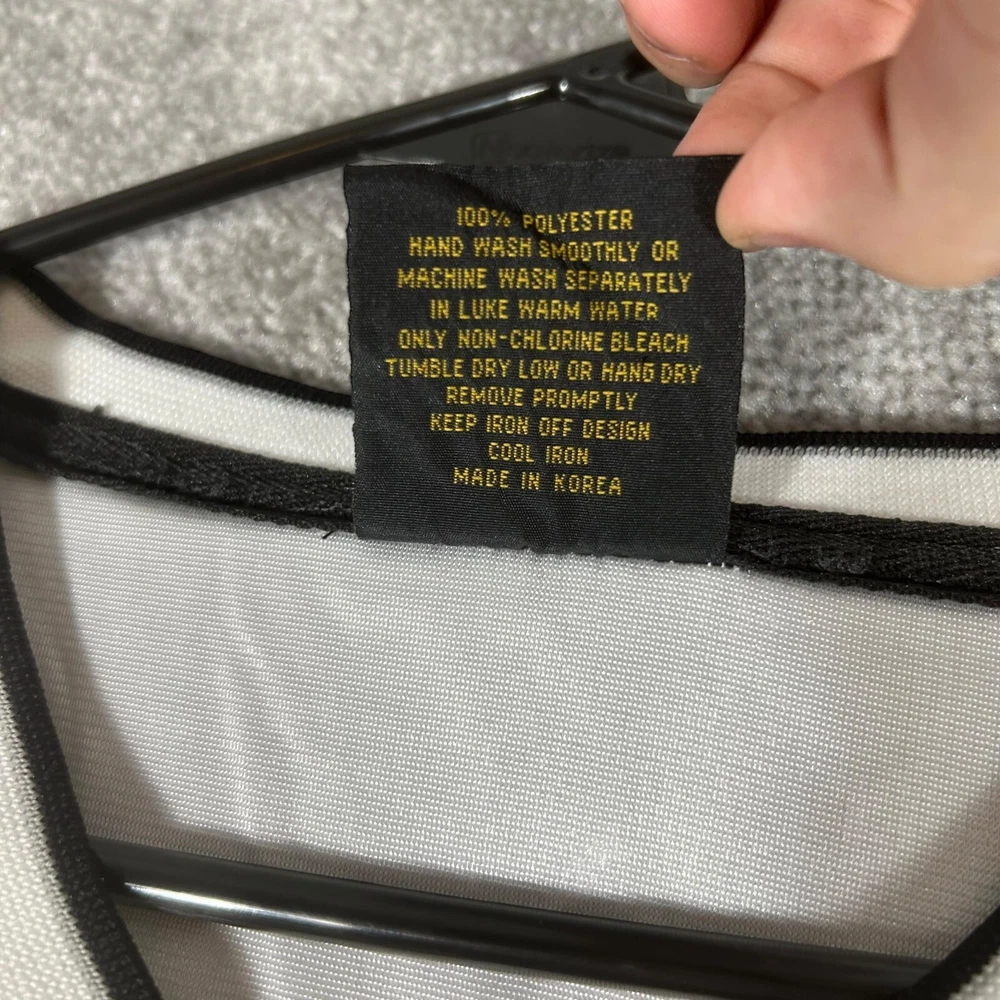 100% POLYESTER
HAND WASH SMOOTHLY OR
MACHINE WASH SEPARATELY
IN LUKE WARM WATER
ONLY NON-CHLORINE BLEACH
TUMBLE DRY LOW OR HANG DRY
REMOVE PROMPTLY
KEEP IRON OFF DESIGN
COOL IRON
MADE IN KOREA